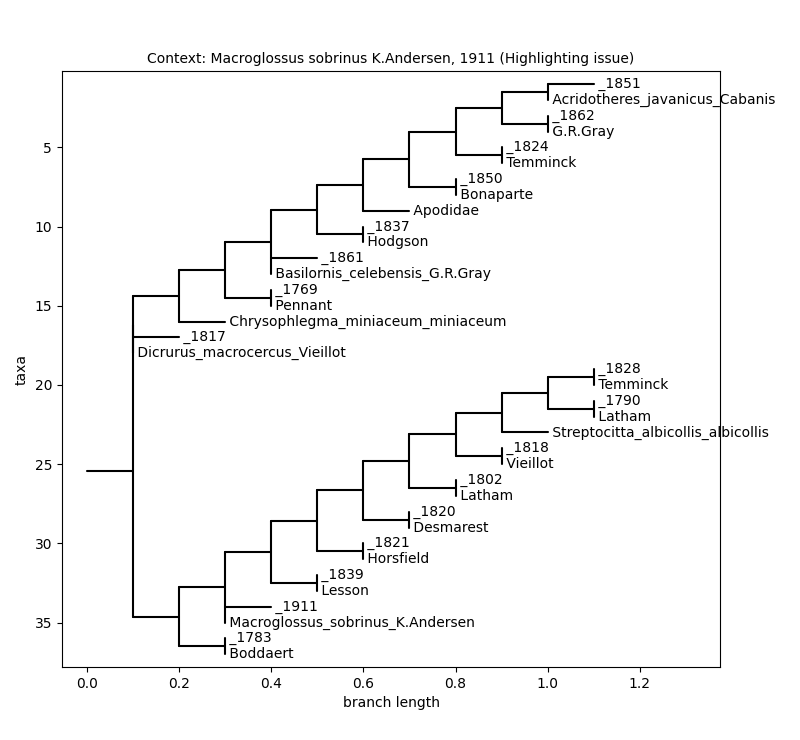 Context: Macroglossus sobrinus K.Andersen, 1911 (Highlighting issue)
_1851
Acridotheres_javanicus_Cabanis
_1862
G.R.Gray
_1824
Temminck
_1850
Bonaparte
Apodidae
_1837
Hodgson
_1861
Basilornis_celebensis_G.R.Gray
_1769
Pennant
Chrysophlegma_miniaceum_miniaceum
_1817
Dicrurus_macrocercus_Vieillot
_1828
Temminck
_1790
Latham
Streptocitta_albicollis_albicollis
_1818
Vieillot
_1802
Latham
_1820
Desmarest
_1821
Horsfield
_1839
Lesson
_1911
Macroglossus_sobrinus_K.Andersen
_1783
Boddaert
5
10
15
20
25
30
35
taxa
0.0 0.2 0.4 0.6 0.8 1.0 1.2
branch length